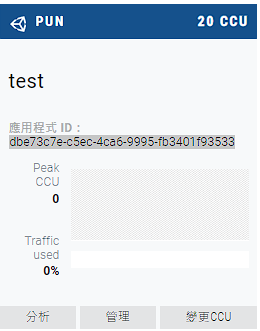 PUN 20 CCU
test
應用程式 ID：
dbe73c7e-c5ec-4ca6-9995-fb3401f93533
Peak
CCU
0
Traffic
used
0%
分析 管理 變更CCU